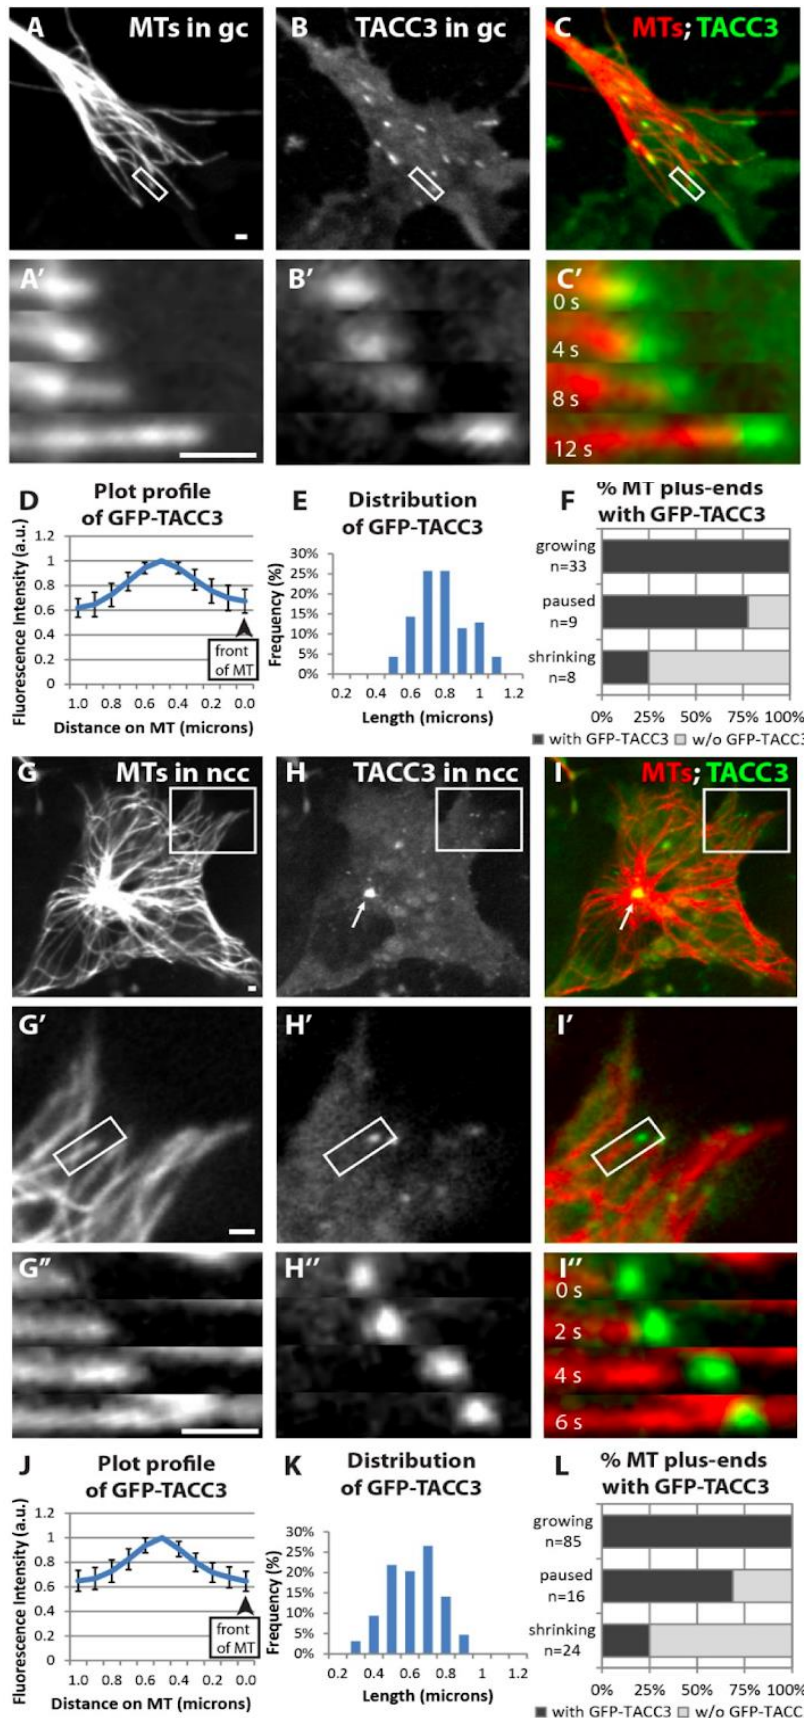 A MTs in gc
B TACC3 in gc
C MTs; TACC3
A′
B′
C′
0 s
4 s
8 s
12 s
D Plot profile
of GFP-TACC3
Fluorescence Intensity (a.u.)
1.2
1
0.8
0.6
0.4
0.2
0
front
of MT
1.0 0.8 0.6 0.4 0.2 0.0
Distance on MT (microns)
E Distribution
of GFP-TACC3
Frequency (%)
30%
25%
20%
15%
10%
5%
0%
0.2 0.4 0.6 0.8 1 1.2
Length (microns)
F % MT plus-ends
with GFP-TACC3
growing
n=33
paused
n=9
shrinking
n=8
0% 25% 50% 75% 100%
with GFP-TACC3 w/o GFP-TACC3
G MTs in ncc
H TACC3 in ncc
I MTs; TACC3
G′
H′
I′
G″
H″
I″
0 s
2 s
4 s
6 s
J Plot profile
of GFP-TACC3
Fluorescence Intensity (a.u.)
1.2
1
0.8
0.6
0.4
0.2
0
front
of MT
1.0 0.8 0.6 0.4 0.2 0.0
Distance on MT (microns)
K Distribution
of GFP-TACC3
Frequency (%)
30%
25%
20%
15%
10%
5%
0%
0.2 0.4 0.6 0.8 1 1.2
Length (microns)
L % MT plus-ends
with GFP-TACC3
growing
n=85
paused
n=16
shrinking
n=24
0% 25% 50% 75% 100%
with GFP-TACC3 w/o GFP-TACC